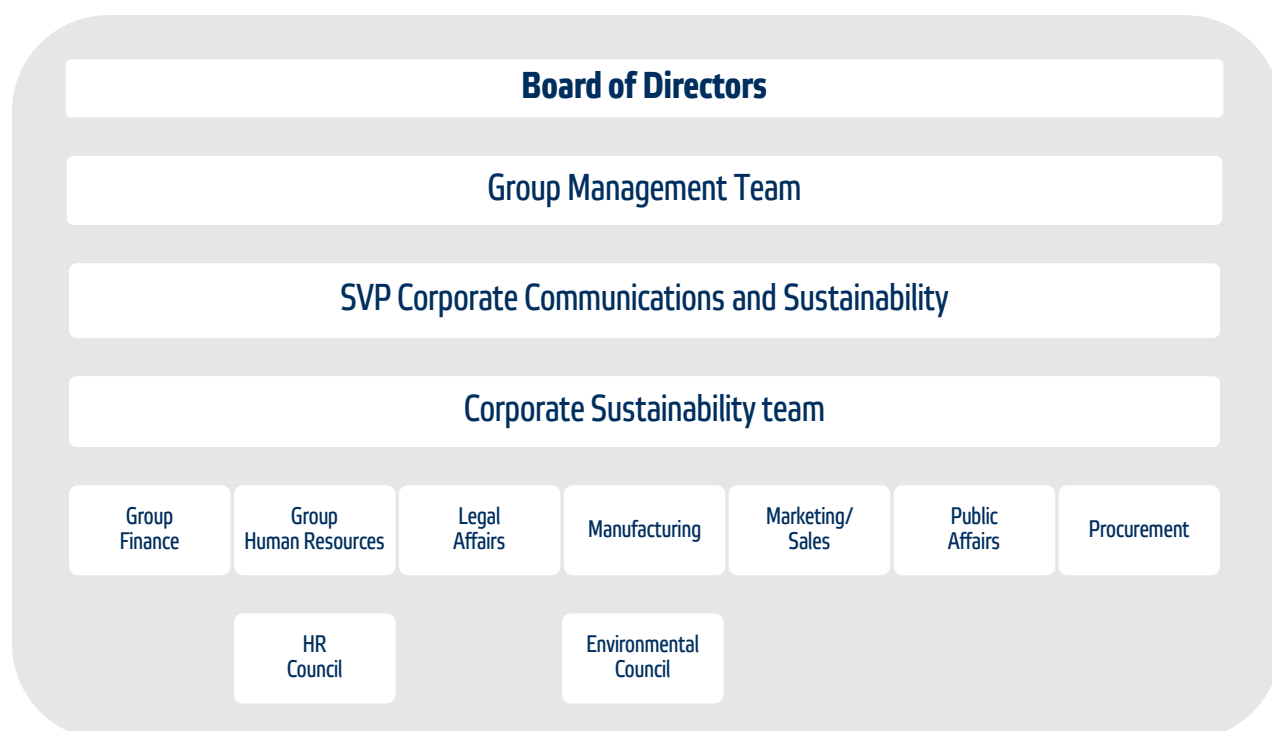 Board of Directors
Group Management Team
SVP Corporate Communications and Sustainability
Corporate Sustainability team
Group
Finance
Group
Human Resources
Legal
Affairs
Manufacturing
Marketing/
Sales
Public
Affairs
Procurement
HR
Council
Environmental
Council